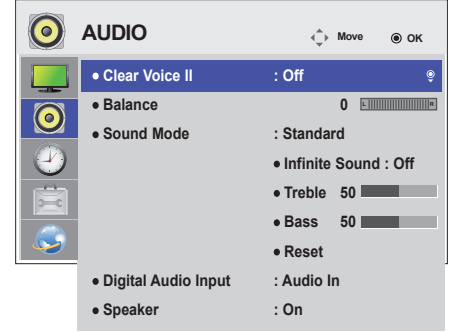 AUDIO Move OK
• Clear Voice II : Off
• Balance 0 L R
• Sound Mode : Standard
• Infinite Sound : Off
• Treble 50
• Bass 50
• Reset
• Digital Audio Input : Audio In
• Speaker : On